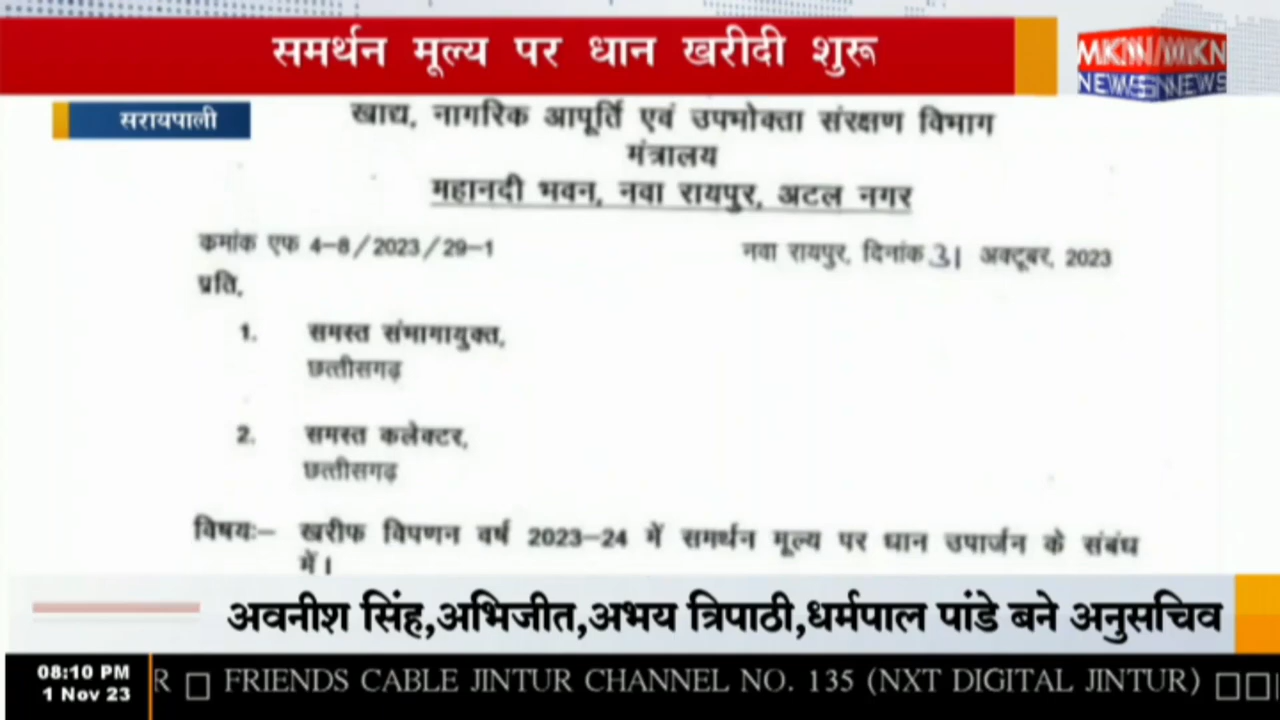 समर्थन मूल्य पर धान खरीदी शुरू
सरायपाली
खाद्य, नागरिक आपूर्ति एवं उपभोक्ता संरक्षण विभाग
मंत्रालय
महानदी भवन, नवा रायपुर, अटल नगर
कमांक एफ 4-8/2023/29-1
नवा रायपुर, दिनांक 31 अक्टूबर, 2023
प्रति,
1. समस्त संभागायुक्त,
छत्तीसगढ़
2. समस्त कलेक्टर,
छत्तीसगढ़
विषयः- खरीफ विपणन वर्ष 2023-24 में समर्थन मूल्य पर धान उपार्जन के संबंध
में।
अवनीश सिंह,अभिजीत,अभय त्रिपाठी,धर्मपाल पांडे बने अनुसचिव
08:10 PM
1 Nov 23
R □ FRIENDS CABLE JINTUR CHANNEL NO. 135 (NXT DIGITAL JINTUR) □□